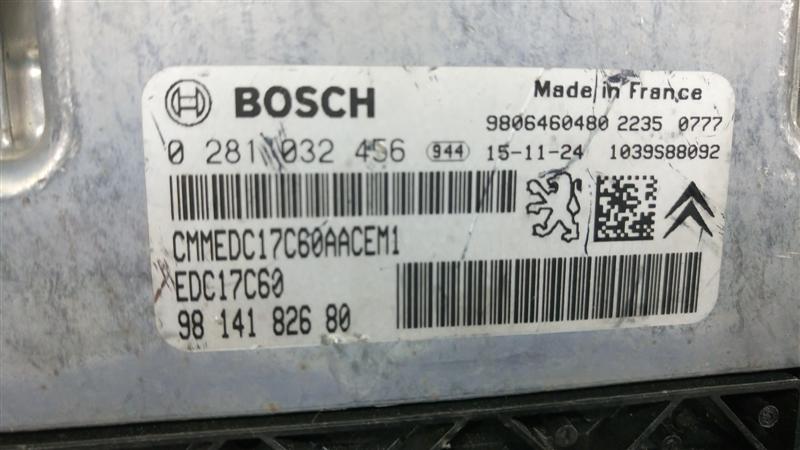 BOSCH
Made in France
9806460480 2235 0777
0 281 032 456 944 15-11-24 1039S88092
CMMEDC17C60AACEM1
EDC17C60
98 141 826 80